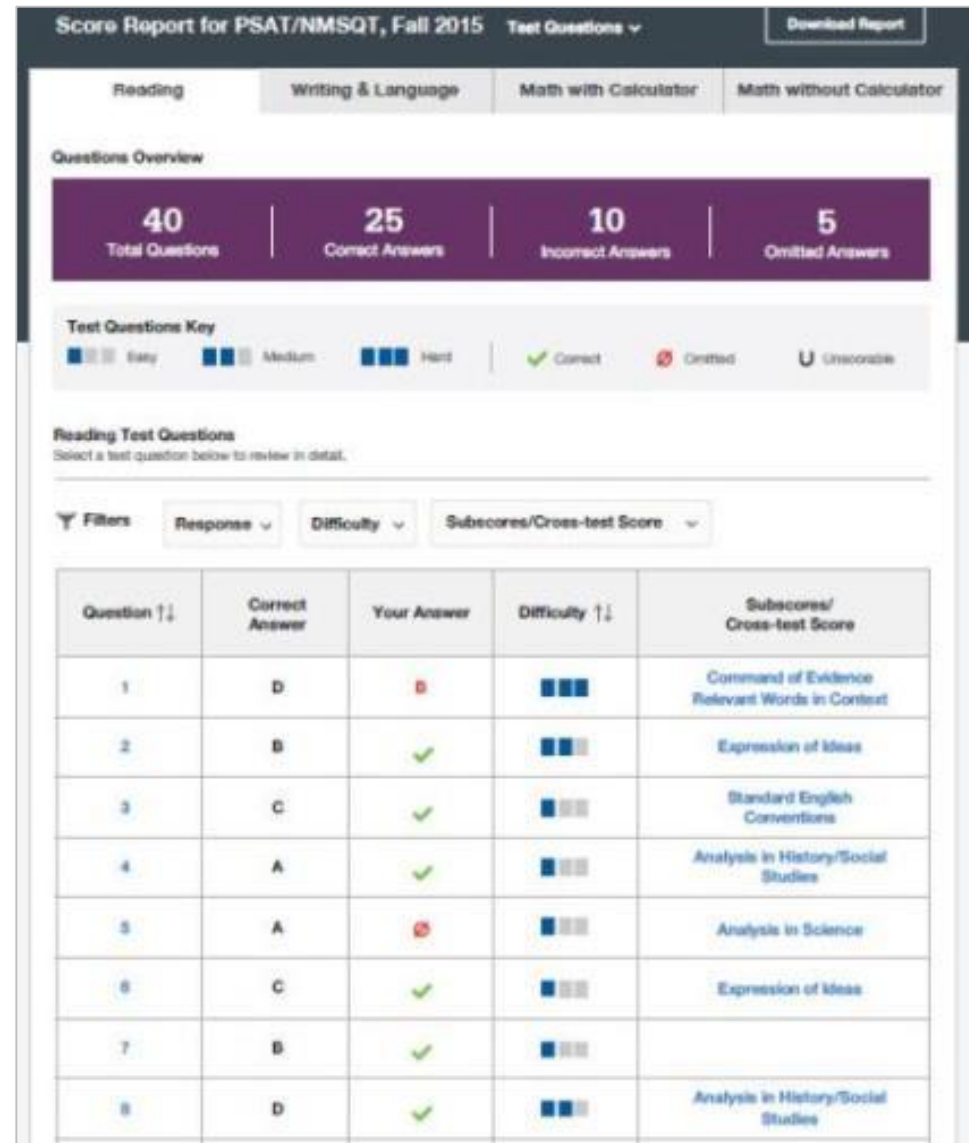 Score Report for PSAT/NMSQT, Fall 2015 Test Questions Download Report
Reading Writing & Language Math with Calculator Math without Calculator
Questions Overview
40 25 10 5
Total Questions Correct Answers Incorrect Answers Omitted Answers
Test Questions Key
Easy Medium Hard Correct Omitted U Unscorable
Reading Test Questions
Select a test question below to review in detail.
Filters Response Difficulty Subscores/Cross-test Score
Question ↑↓ Correct Answer Your Answer Difficulty ↑↓ Subscores/ Cross-test Score
1 D B Command of Evidence
Relevant Words in Context
2 B Expression of Ideas
3 C Standard English
Conventions
4 A Analysis in History/Social
Studies
5 A Analysis in Science
6 C Expression of Ideas
7 B
8 D Analysis in History/Social
Studies